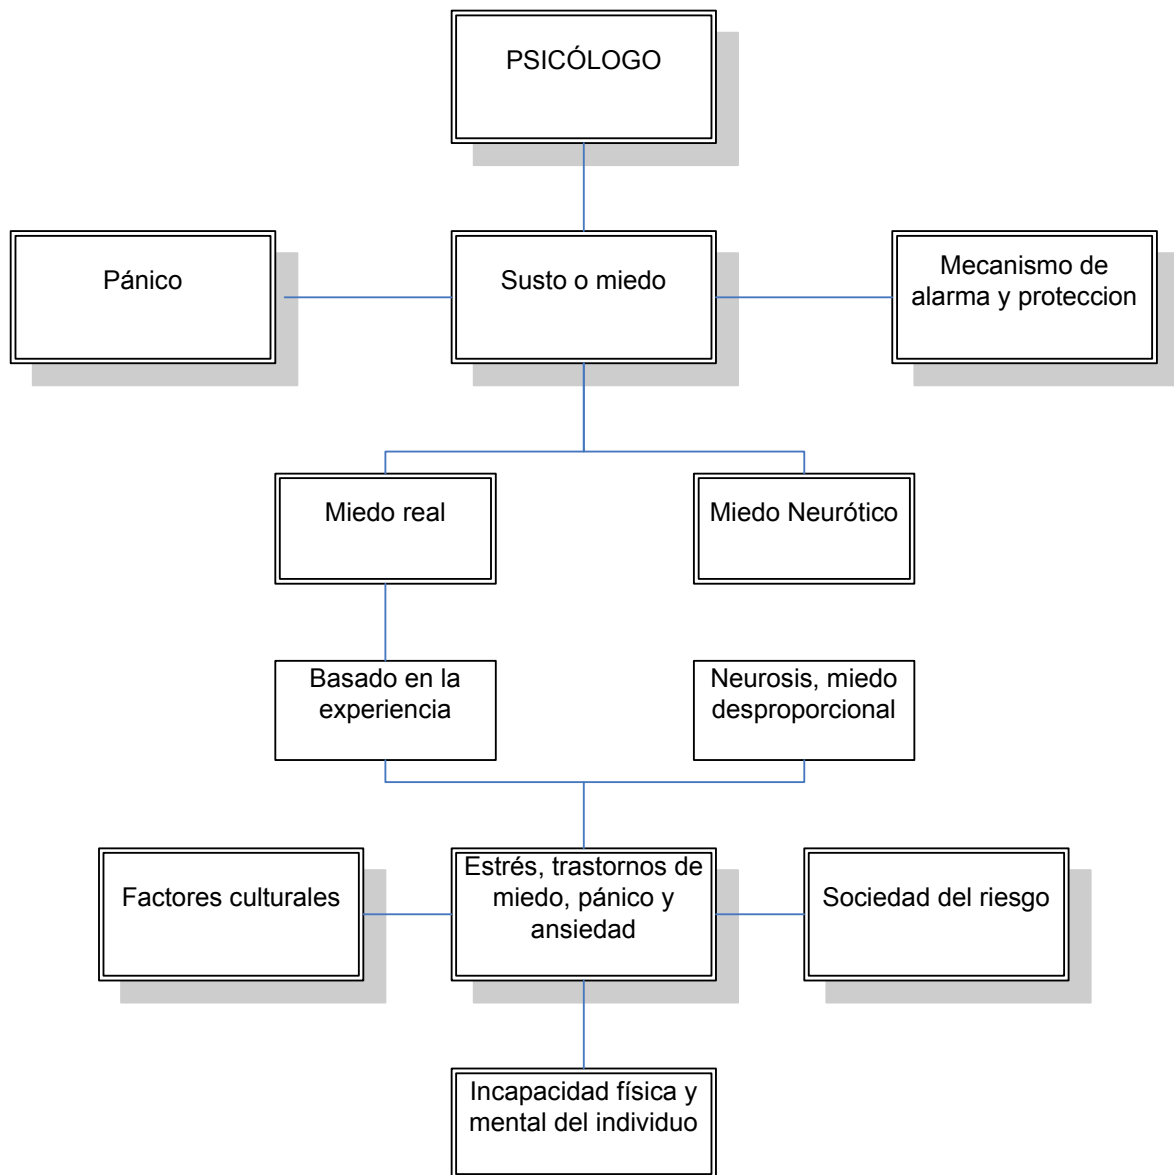 PSICÓLOGO
Pánico
Susto o miedo
Mecanismo de
alarma y proteccion
Miedo real
Miedo Neurótico
Basado en la
experiencia
Neurosis, miedo
desproporcional
Factores culturales
Estrés, trastornos de
miedo, pánico y
ansiedad
Sociedad del riesgo
Incapacidad física y
mental del individuo